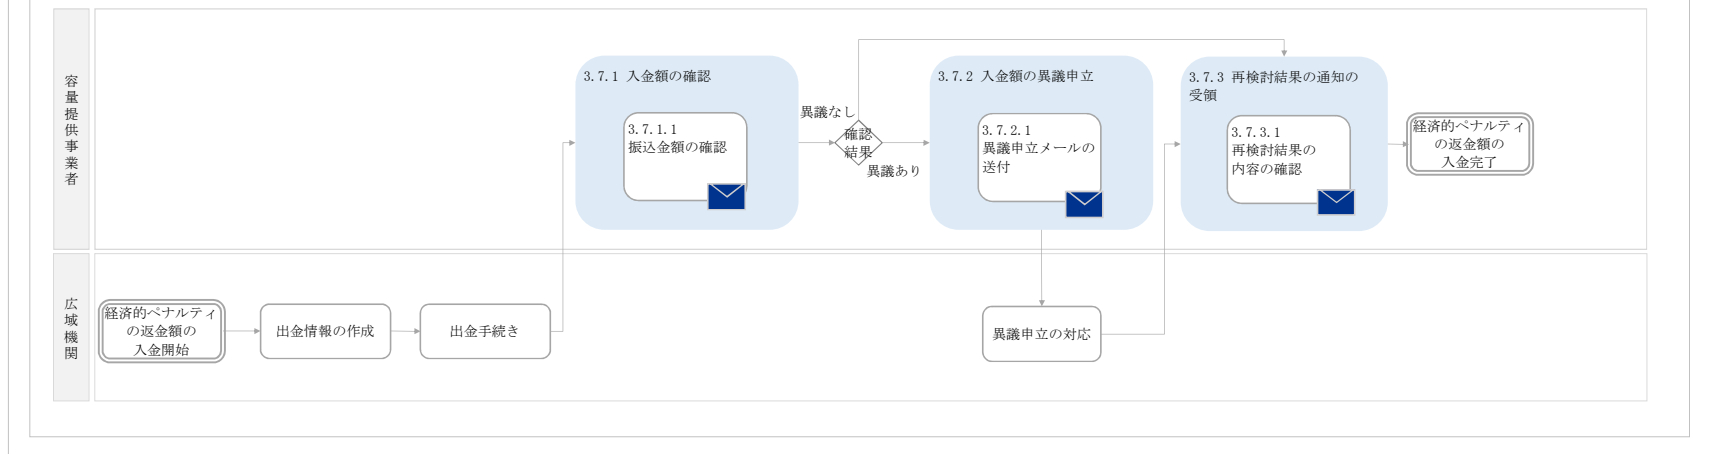 容量提供事業者
3.7.1 入金額の確認
3.7.1.1
振込金額の確認
異議なし
確認
結果
異議あり
3.7.2 入金額の異議申立
3.7.2.1
異議申立メールの
送付
3.7.3 再検討結果の通知の
受領
3.7.3.1
再検討結果の
内容の確認
経済的ペナルティ
の返金額の
入金完了
広域機関
経済的ペナルティ
の返金額の
入金開始
出金情報の作成
出金手続き
異議申立の対応